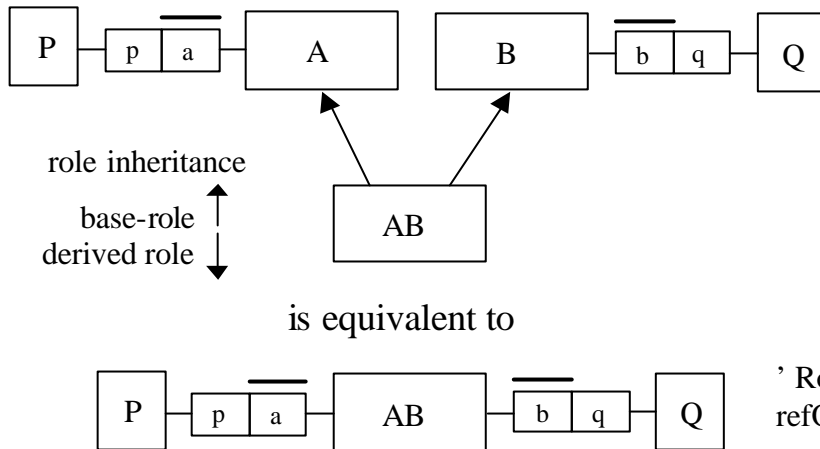 P p a A B b q Q
role inheritance
base-role
derived role
AB
is equivalent to
P p a AB b q Q
’